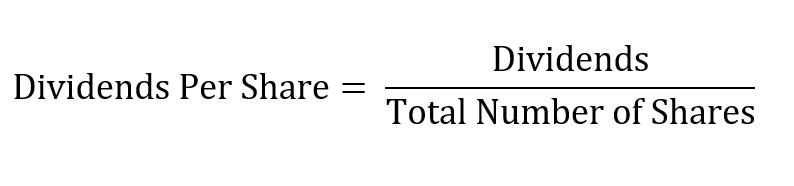 Dividends
Dividends Per Share =
Total Number of Shares